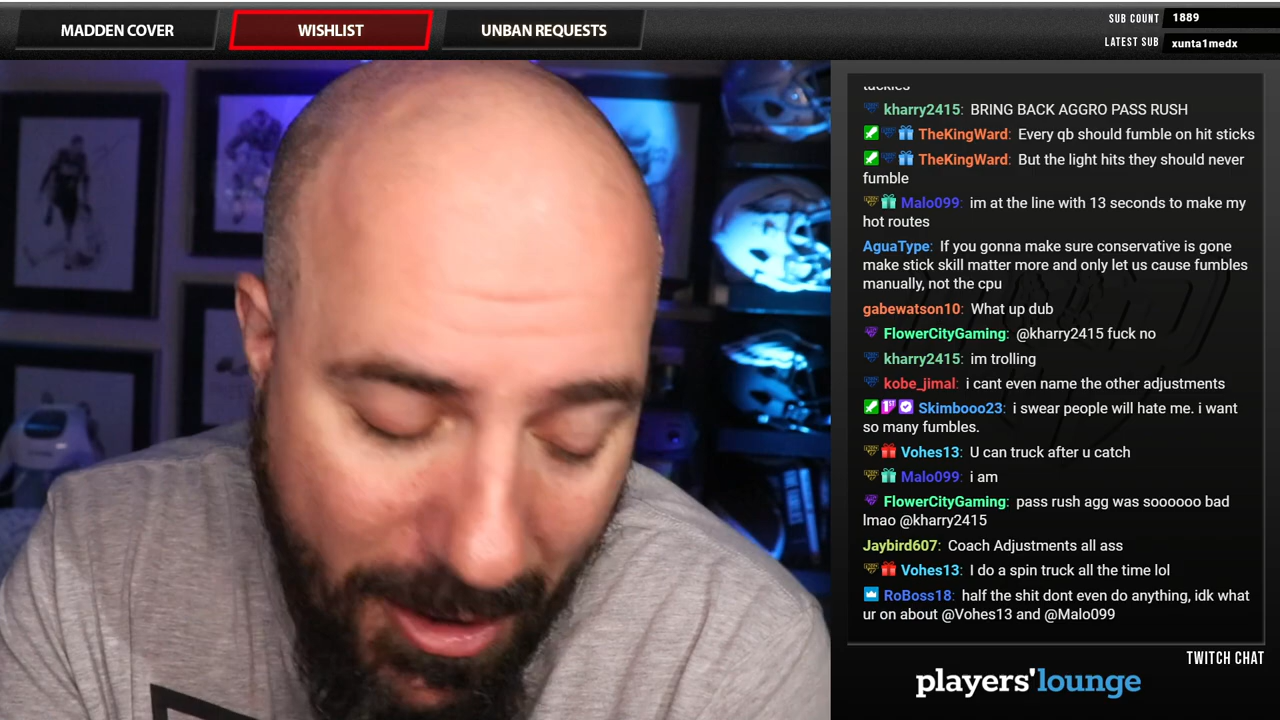 MADDEN COVER
WISHLIST
UNBAN REQUESTS
SUB COUNT 1889
LATEST SUB xunta1medx
tackles
kharry2415: BRING BACK AGGRO PASS RUSH
TheKingWard: Every qb should fumble on hit sticks
TheKingWard: But the light hits they should never
fumble
Malo099: im at the line with 13 seconds to make my
hot routes
AguaType: If you gonna make sure conservative is gone
make stick skill matter more and only let us cause fumbles
manually, not the cpu
gabewatson10: What up dub
FlowerCityGaming: @kharry2415 fuck no
kharry2415: im trolling
kobe_jimal: i cant even name the other adjustments
Skimbooo23: i swear people will hate me. i want
so many fumbles.
Vohes13: U can truck after u catch
Malo099: i am
FlowerCityGaming: pass rush agg was soooooo bad
lmao @kharry2415
Jaybird607: Coach Adjustments all ass
Vohes13: I do a spin truck all the time lol
RoBoss18: half the shit dont even do anything, idk what
ur on about @Vohes13 and @Malo099
TWITCH CHAT
players'lounge